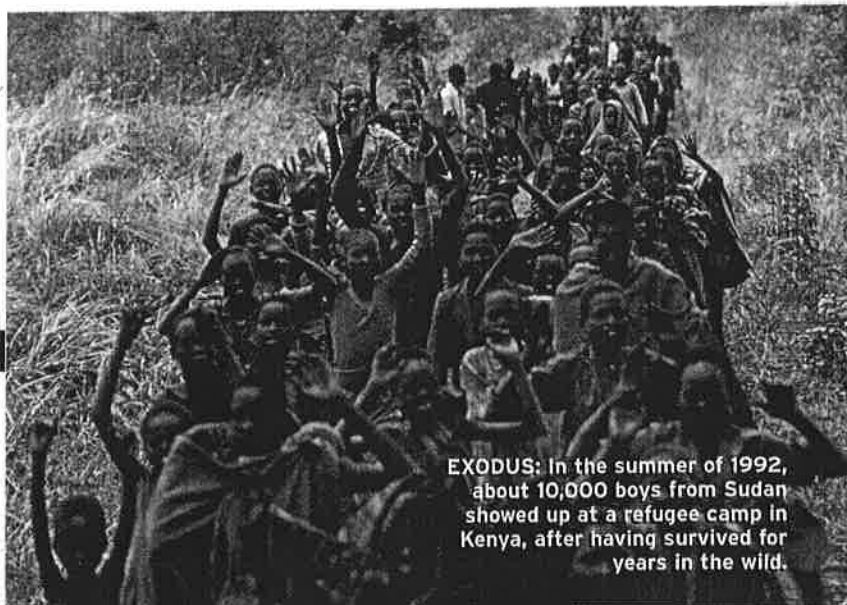 EXODUS: In the summer of 1992,
about 10,000 boys from Sudan
showed up at a refugee camp in
Kenya, after having survived for
years in the wild.